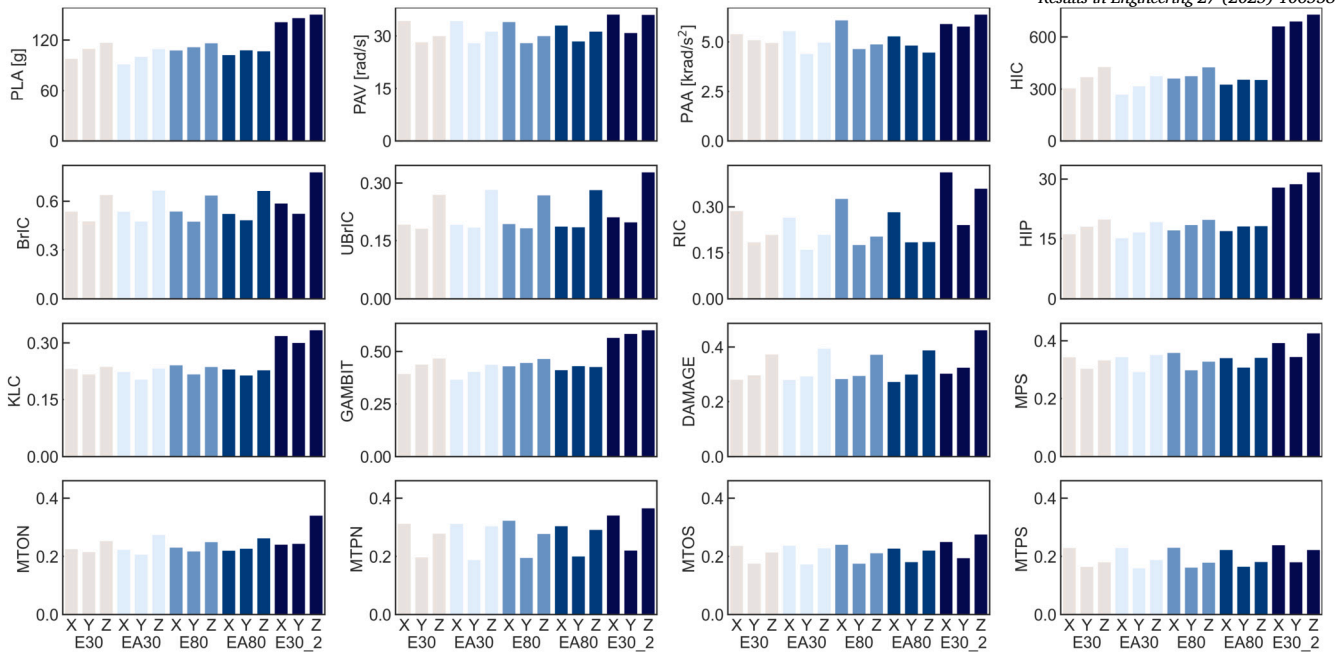 PLA [g]
120
60
0
PAV [rad/s]
30
15
0
PAA [krad/s²]
5.0
2.5
0.0
HIC
600
300
0
BrIC
0.6
0.3
0.0
UBrIC
0.30
0.15
0.00
RIC
0.30
0.15
0.00
HIP
30
15
0
KLC
0.30
0.15
0.00
GAMBIT
0.50
0.25
0.00
DAMAGE
0.4
0.2
0.0
MPS
0.4
0.2
0.0
MTON
0.4
0.2
0.0
MTPN
0.4
0.2
0.0
MTOS
0.4
0.2
0.0
MTPS
0.4
0.2
0.0
X Y Z X Y Z X Y Z X Y Z X Y Z
E30 EA30 E80 EA80 E30_2
X Y Z X Y Z X Y Z X Y Z X Y Z
E30 EA30 E80 EA80 E30_2
X Y Z X Y Z X Y Z X Y Z X Y Z
E30 EA30 E80 EA80 E30_2
X Y Z X Y Z X Y Z X Y Z X Y Z
E30 EA30 E80 EA80 E30_2